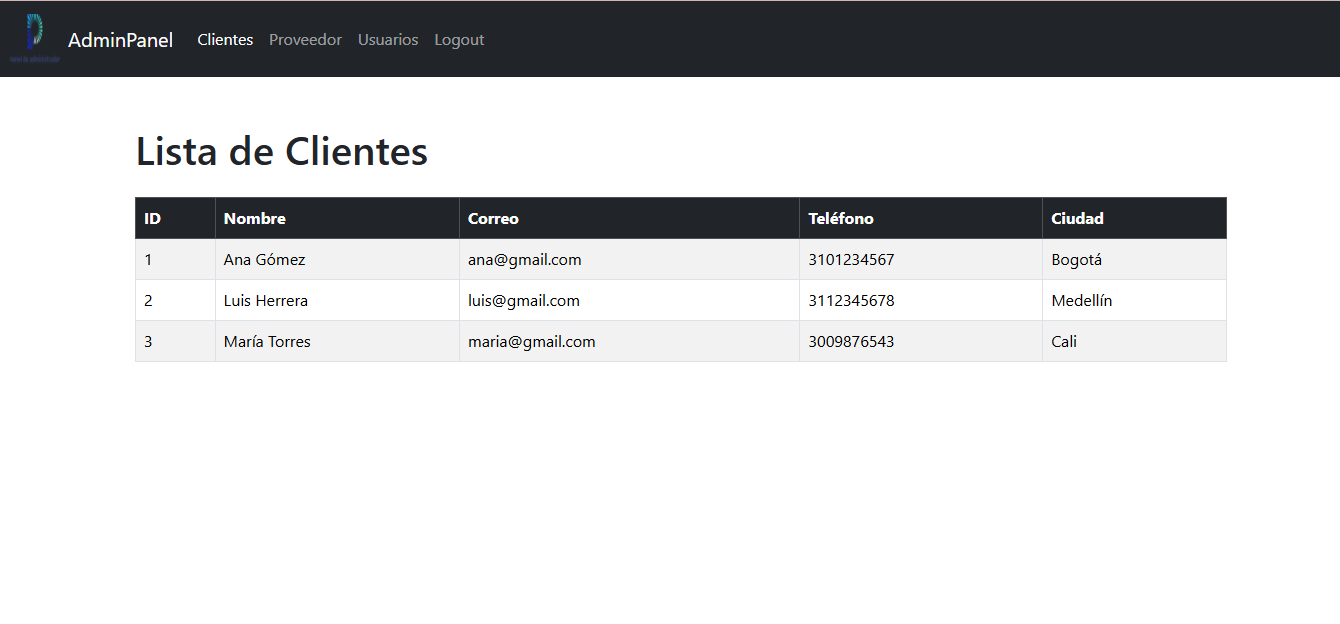 AdminPanel Clientes Proveedor Usuarios Logout
Lista de Clientes
ID Nombre Correo Teléfono Ciudad
1 Ana Gómez ana@gmail.com 3101234567 Bogotá
2 Luis Herrera luis@gmail.com 3112345678 Medellín
3 María Torres maria@gmail.com 3009876543 Cali